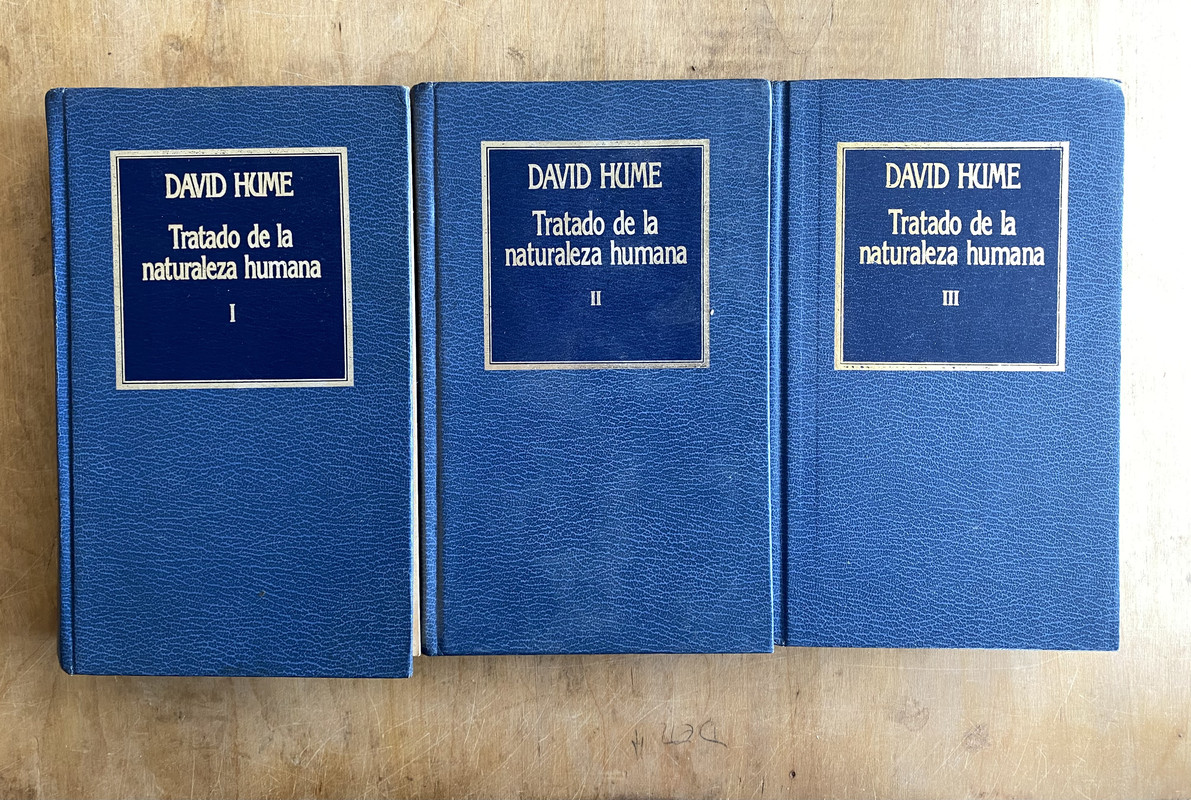 DAVID HUME
Tratado de la
naturaleza humana
I
DAVID HUME
Tratado de la
naturaleza humana
II
DAVID HUME
Tratado de la
naturaleza humana
III